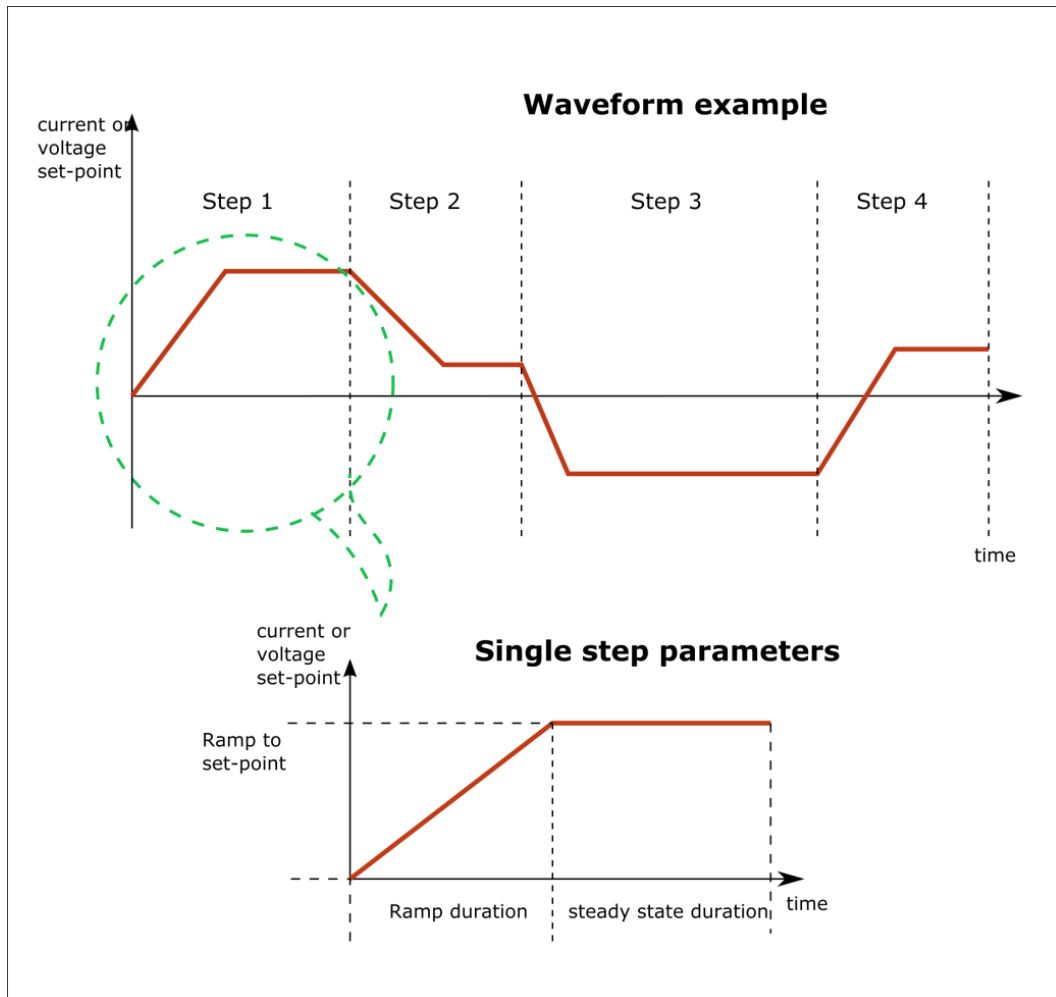 Waveform example
current or
voltage
set-point
Step 1
Step 2
Step 3
Step 4
time
current or
voltage
set-point
Single step parameters
Ramp to
set-point
time
Ramp duration
steady state duration